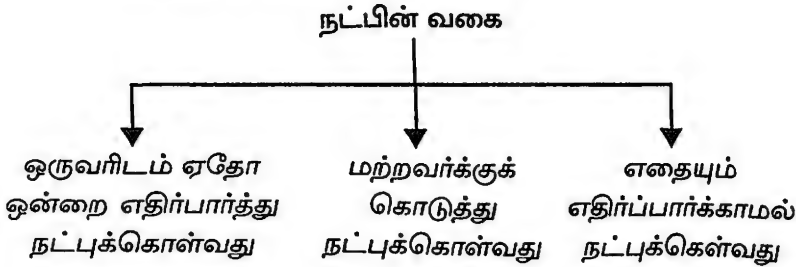 நட்பின் வகை
ஒருவரிடம் ஏதோ
ஒன்றை எதிர்பார்த்து
நட்புக்கொள்வது
மற்றவர்க்குக்
கொடுத்து
நட்புக்கொள்வது
எதையும்
எதிர்ப்பார்க்காமல்
நட்புக்கெள்வது